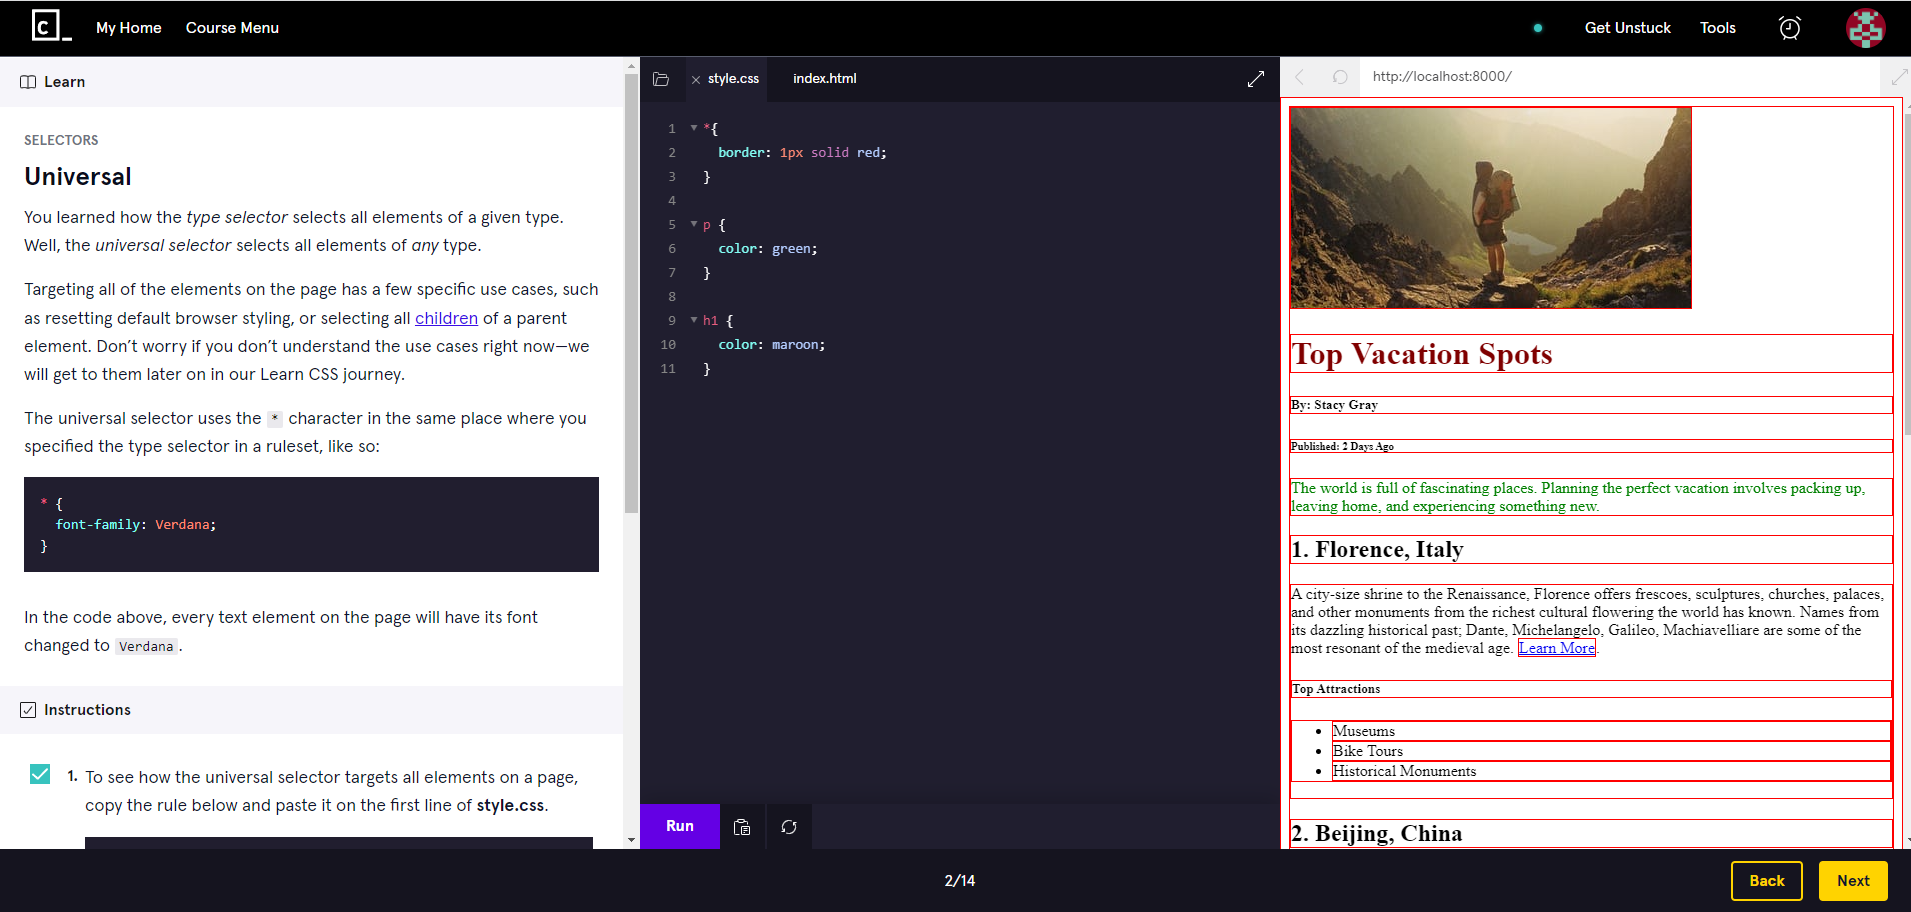 My Home Course Menu Get Unstuck Tools
Learn
SELECTORS
Universal
You learned how the type selector selects all elements of a given type.
Well, the universal selector selects all elements of any type.
Targeting all of the elements on the page has a few specific use cases, such
as resetting default browser styling, or selecting all children of a parent
element. Don't worry if you don't understand the use cases right now—we
will get to them later on in our Learn CSS journey.
The universal selector uses the * character in the same place where you
specified the type selector in a ruleset, like so:
* {
font-family: Verdana;
}
In the code above, every text element on the page will have its font
changed to Verdana.
Instructions
1. To see how the universal selector targets all elements on a page,
copy the rule below and paste it on the first line of style.css.
style.css index.html
1 *{
2 border: 1px solid red;
3 }
4
5 p {
6 color: green;
7 }
8
9 h1 {
10 color: maroon;
11 }
Run
http://localhost:8000/
Top Vacation Spots
By: Stacy Gray
Published: 2 Days Ago
The world is full of fascinating places. Planning the perfect vacation involves packing up,
leaving home, and experiencing something new.
1. Florence, Italy
A city-size shrine to the Renaissance, Florence offers frescoes, sculptures, churches, palaces,
and other monuments from the richest cultural flowering the world has known. Names from
its dazzling historical past; Dante, Michelangelo, Galileo, Machiavelliare are some of the
most resonant of the medieval age. Learn More.
Top Attractions
• Museums
• Bike Tours
• Historical Monuments
2. Beijing, China
2/14
Back Next